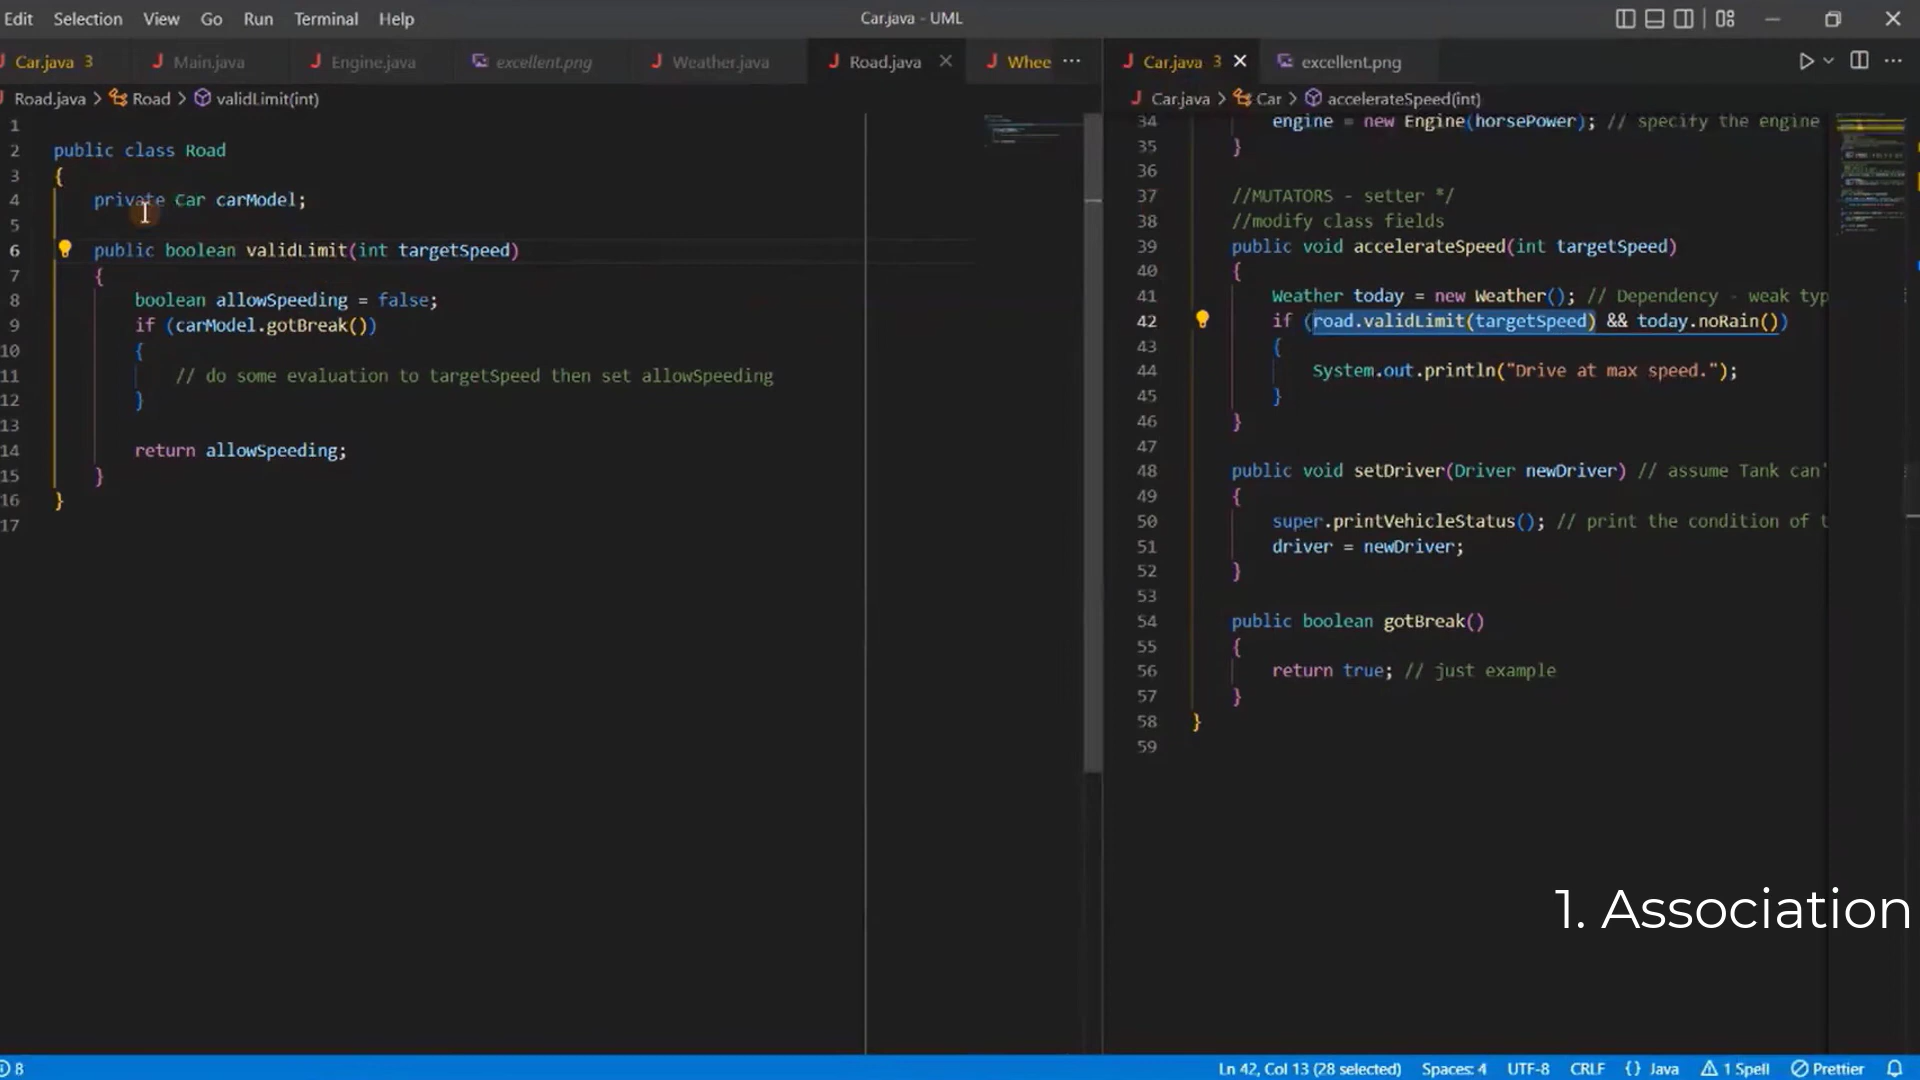 Edit Selection View Go Run Terminal Help Car.java - UML
Car.java 3 Main.java Engine.java excellent.png Weather.java Road.java Whee ...
Road.java > Road > validLimit(int)
1
2 public class Road
3 {
4 private Car carModel;
5
6 public boolean validLimit(int targetSpeed)
7 {
8 boolean allowSpeeding = false;
9 if (carModel.gotBreak())
10 {
11 // do some evaluation to targetSpeed then set allowSpeeding
12 }
13
14 return allowSpeeding;
15 }
16 }
17
Car.java 3 excellent.png
Car.java > Car > accelerateSpeed(int)
34 engine = new Engine(horsePower); // specify the engine
35 }
36
37 //MUTATORS - setter */
38 //modify class fields
39 public void accelerateSpeed(int targetSpeed)
40 {
41 Weather today = new Weather(); // Dependency - weak typ
42 if (road.validLimit(targetSpeed) && today.noRain())
43 {
44 System.out.println("Drive at max speed.");
45 }
46 }
47
48 public void setDriver(Driver newDriver) // assume Tank can'
49 {
50 super.printVehicleStatus(); // print the condition of t
51 driver = newDriver;
52 }
53
54 public boolean gotBreak()
55 {
56 return true; // just example
57 }
58 }
59
1. Association
8 Ln 42, Col 13 (28 selected) Spaces: 4 UTF-8 CRLF {} Java 1 Spell Prettier